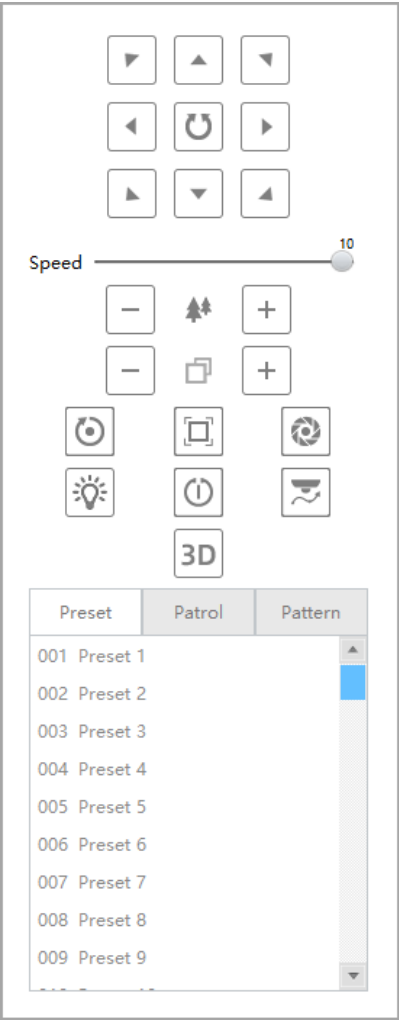 10
Speed
3D
Preset Patrol Pattern
001 Preset 1
002 Preset 2
003 Preset 3
004 Preset 4
005 Preset 5
006 Preset 6
007 Preset 7
008 Preset 8
009 Preset 9